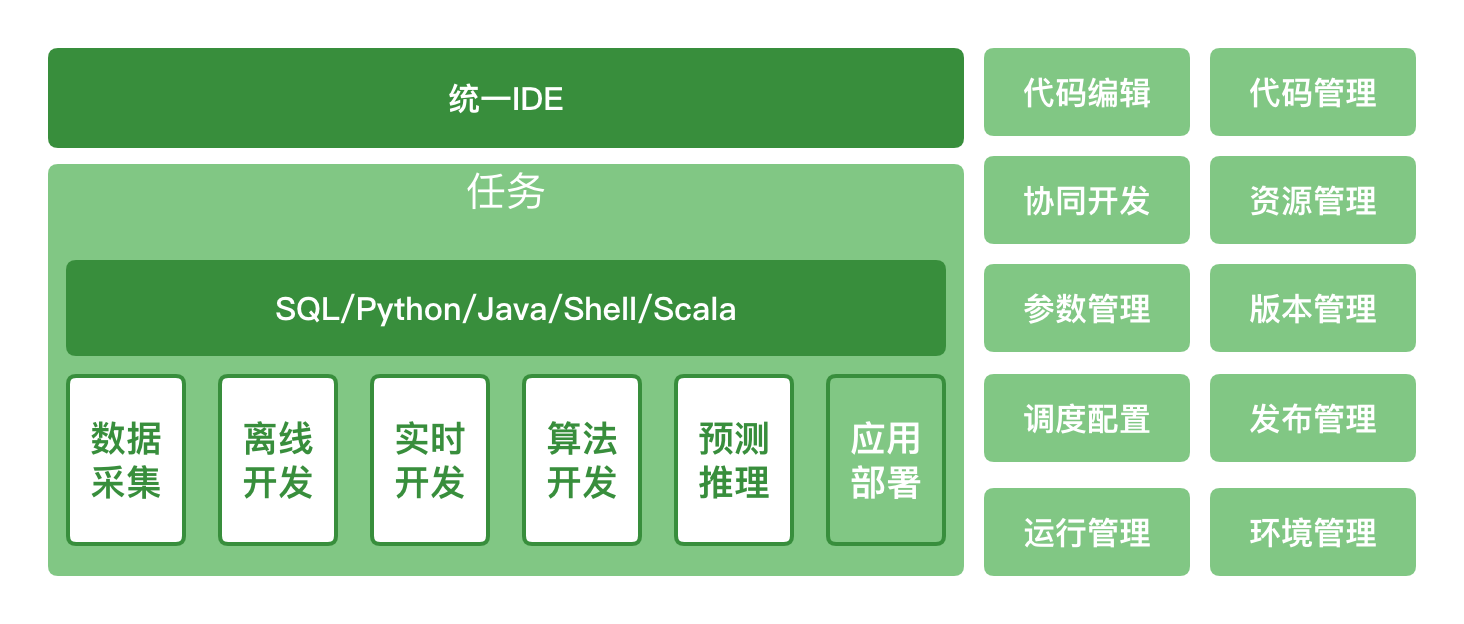 统一IDE
任务
SQL/Python/Java/Shell/Scala
数据
采集
离线
开发
实时
开发
算法
开发
预测
推理
应用
部署
代码编辑
代码管理
协同开发
资源管理
参数管理
版本管理
调度配置
发布管理
运行管理
环境管理